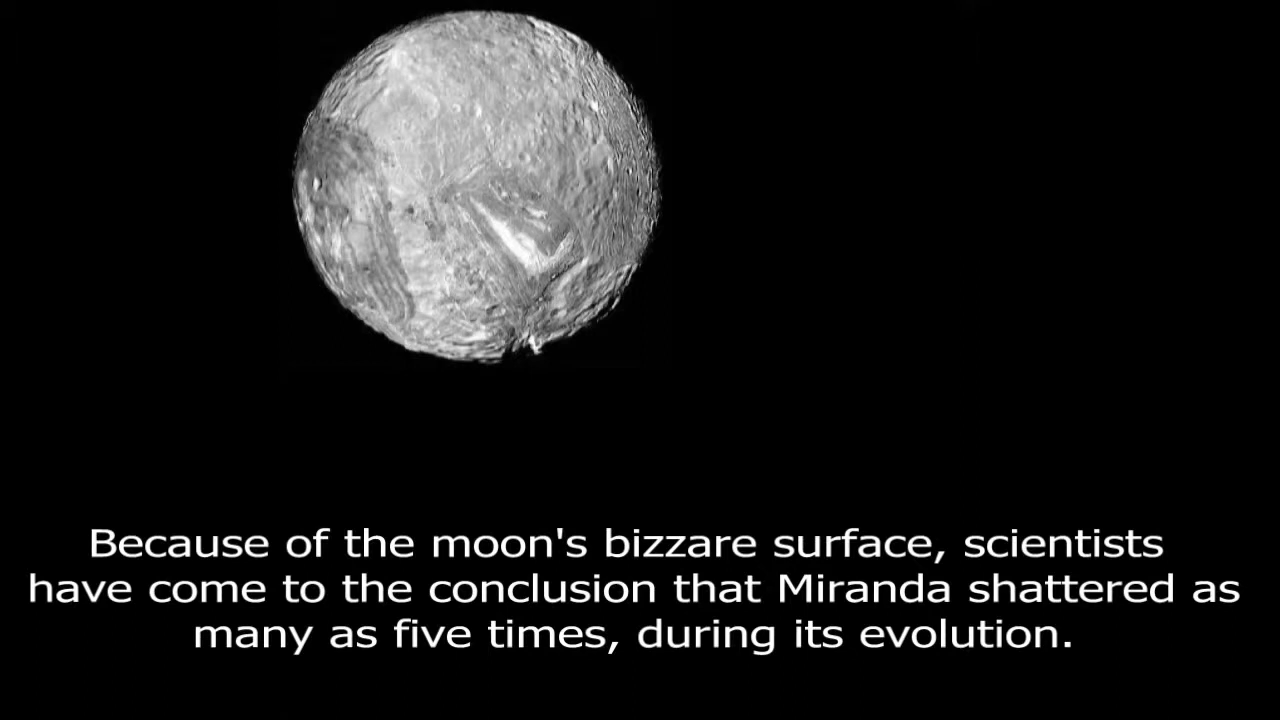 Because of the moon's bizzare surface, scientists
have come to the conclusion that Miranda shattered as
many as five times, during its evolution.